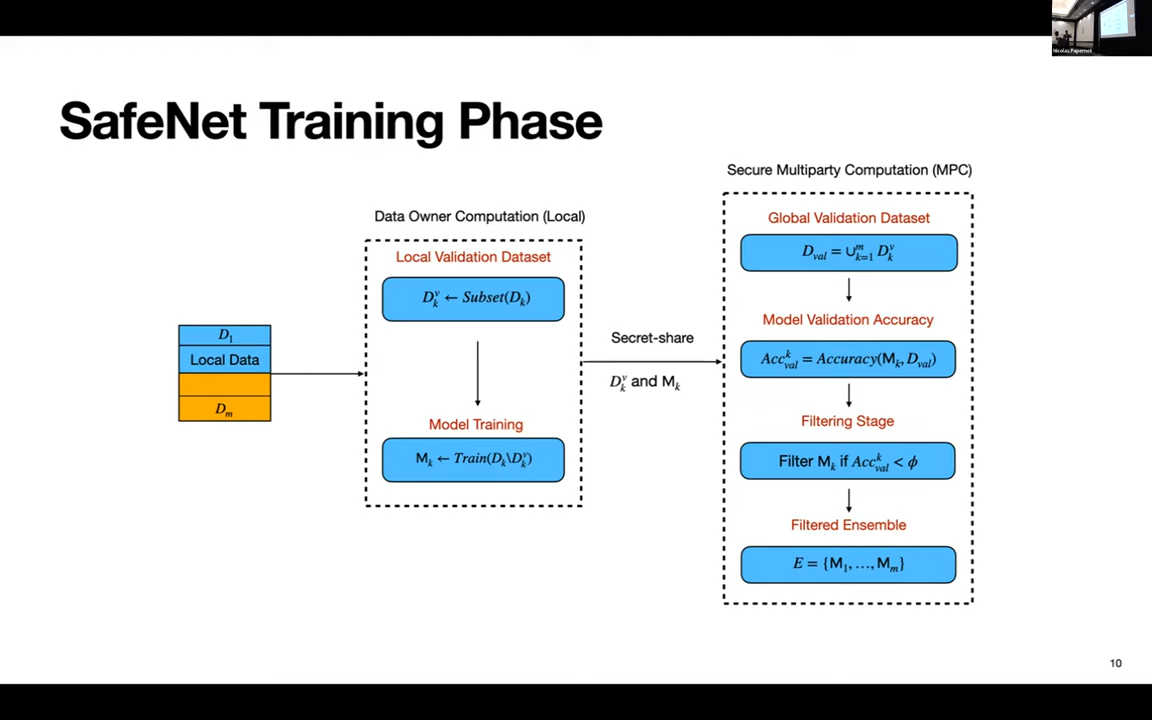 Nicolas Papernot
SafeNet Training Phase
Secure Multiparty Computation (MPC)
Data Owner Computation (Local)
Global Validation Dataset
Local Validation Dataset
D_val = ∪_{k=1}^m D_k^v
D_k^v ← Subset(D_k)
Model Validation Accuracy
D_1
Secret-share
Local Data
Acc_val^k = Accuracy(M_k, D_val)
D_k^v and M_k
D_m
Filtering Stage
Model Training
M_k ← Train(D_k\D_k^v)
Filter M_k if Acc_val^k < ϕ
Filtered Ensemble
E = {M_1, …, M_m}
10